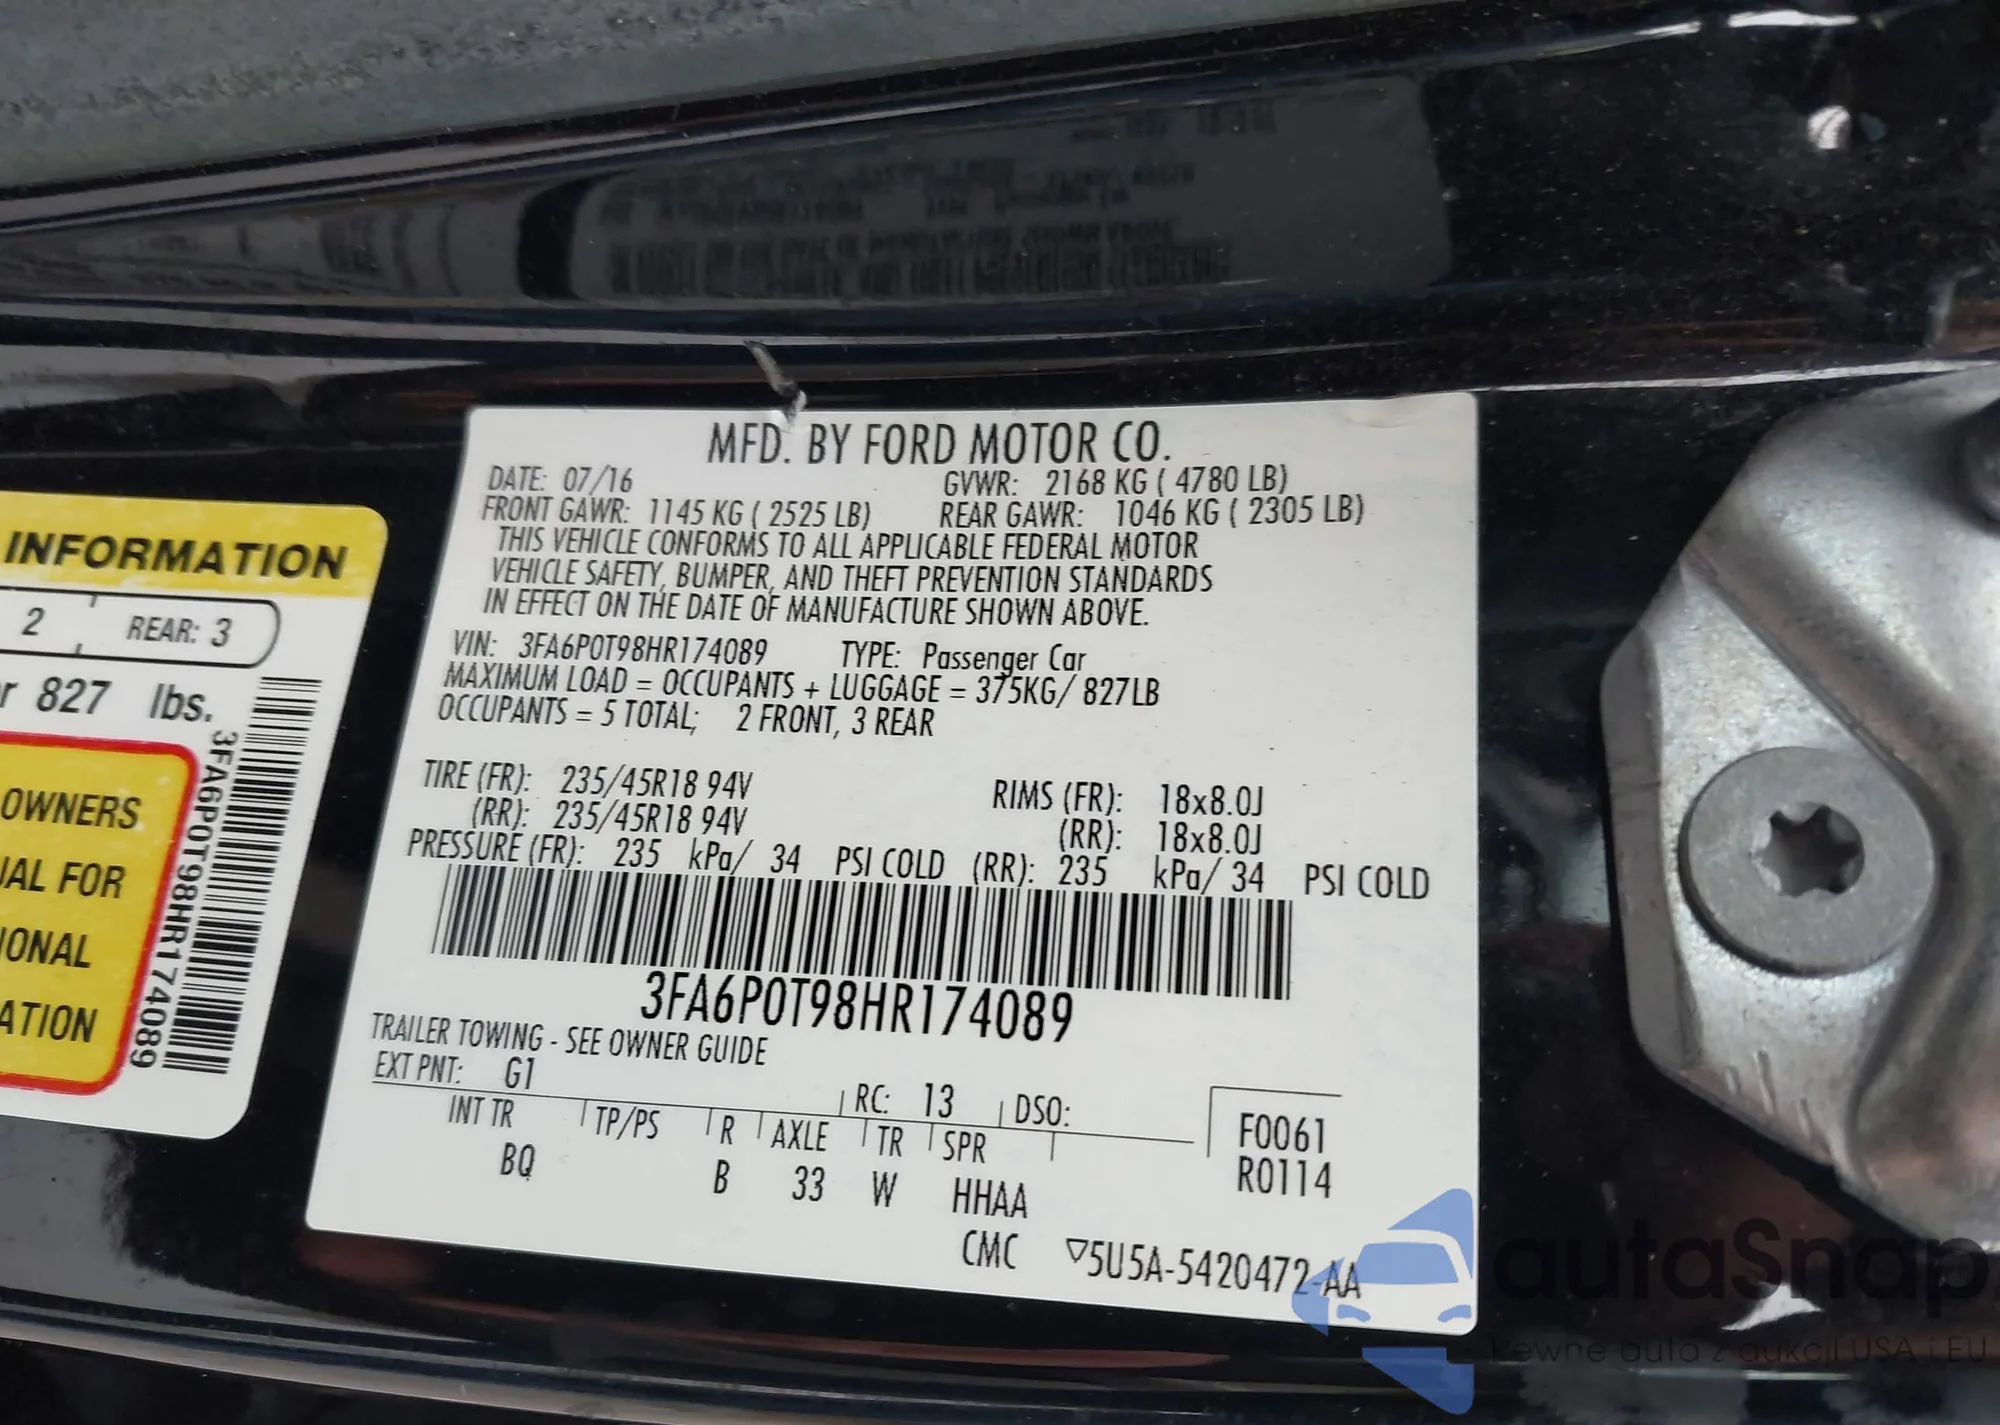 INFORMATION
2 REAR: 3
827 lbs.
OWNERS
FOR
3FA6P0T98HR174089
MFD. BY FORD MOTOR CO.
DATE: 07/16 GVWR: 2168 KG ( 4780 LB)
FRONT GAWR: 1145 KG ( 2525 LB) REAR GAWR: 1046 KG ( 2305 LB)
THIS VEHICLE CONFORMS TO ALL APPLICABLE FEDERAL MOTOR
VEHICLE SAFETY, BUMPER, AND THEFT PREVENTION STANDARDS
IN EFFECT ON THE DATE OF MANUFACTURE SHOWN ABOVE.
VIN: 3FA6P0T98HR174089 TYPE: Passenger Car
MAXIMUM LOAD = OCCUPANTS + LUGGAGE = 375KG/ 827LB
OCCUPANTS = 5 TOTAL; 2 FRONT, 3 REAR
TIRE (FR): 235/45R18 94V RIMS (FR): 18x8.0J
(RR): 235/45R18 94V (RR): 18x8.0J
PRESSURE (FR): 235 kPa/ 34 PSI COLD (RR): 235 kPa/ 34 PSI COLD
3FA6P0T98HR174089
TRAILER TOWING - SEE OWNER GUIDE
EXT PNT: G1 RC: 13 DSO:
INT TR TP/PS R AXLE TR SPR F0061
BQ B 33 W HHAA R0114
CMC ▽5U5A-5420472-AA
autoSnap.
Pewne auta z aukcji USA i EU